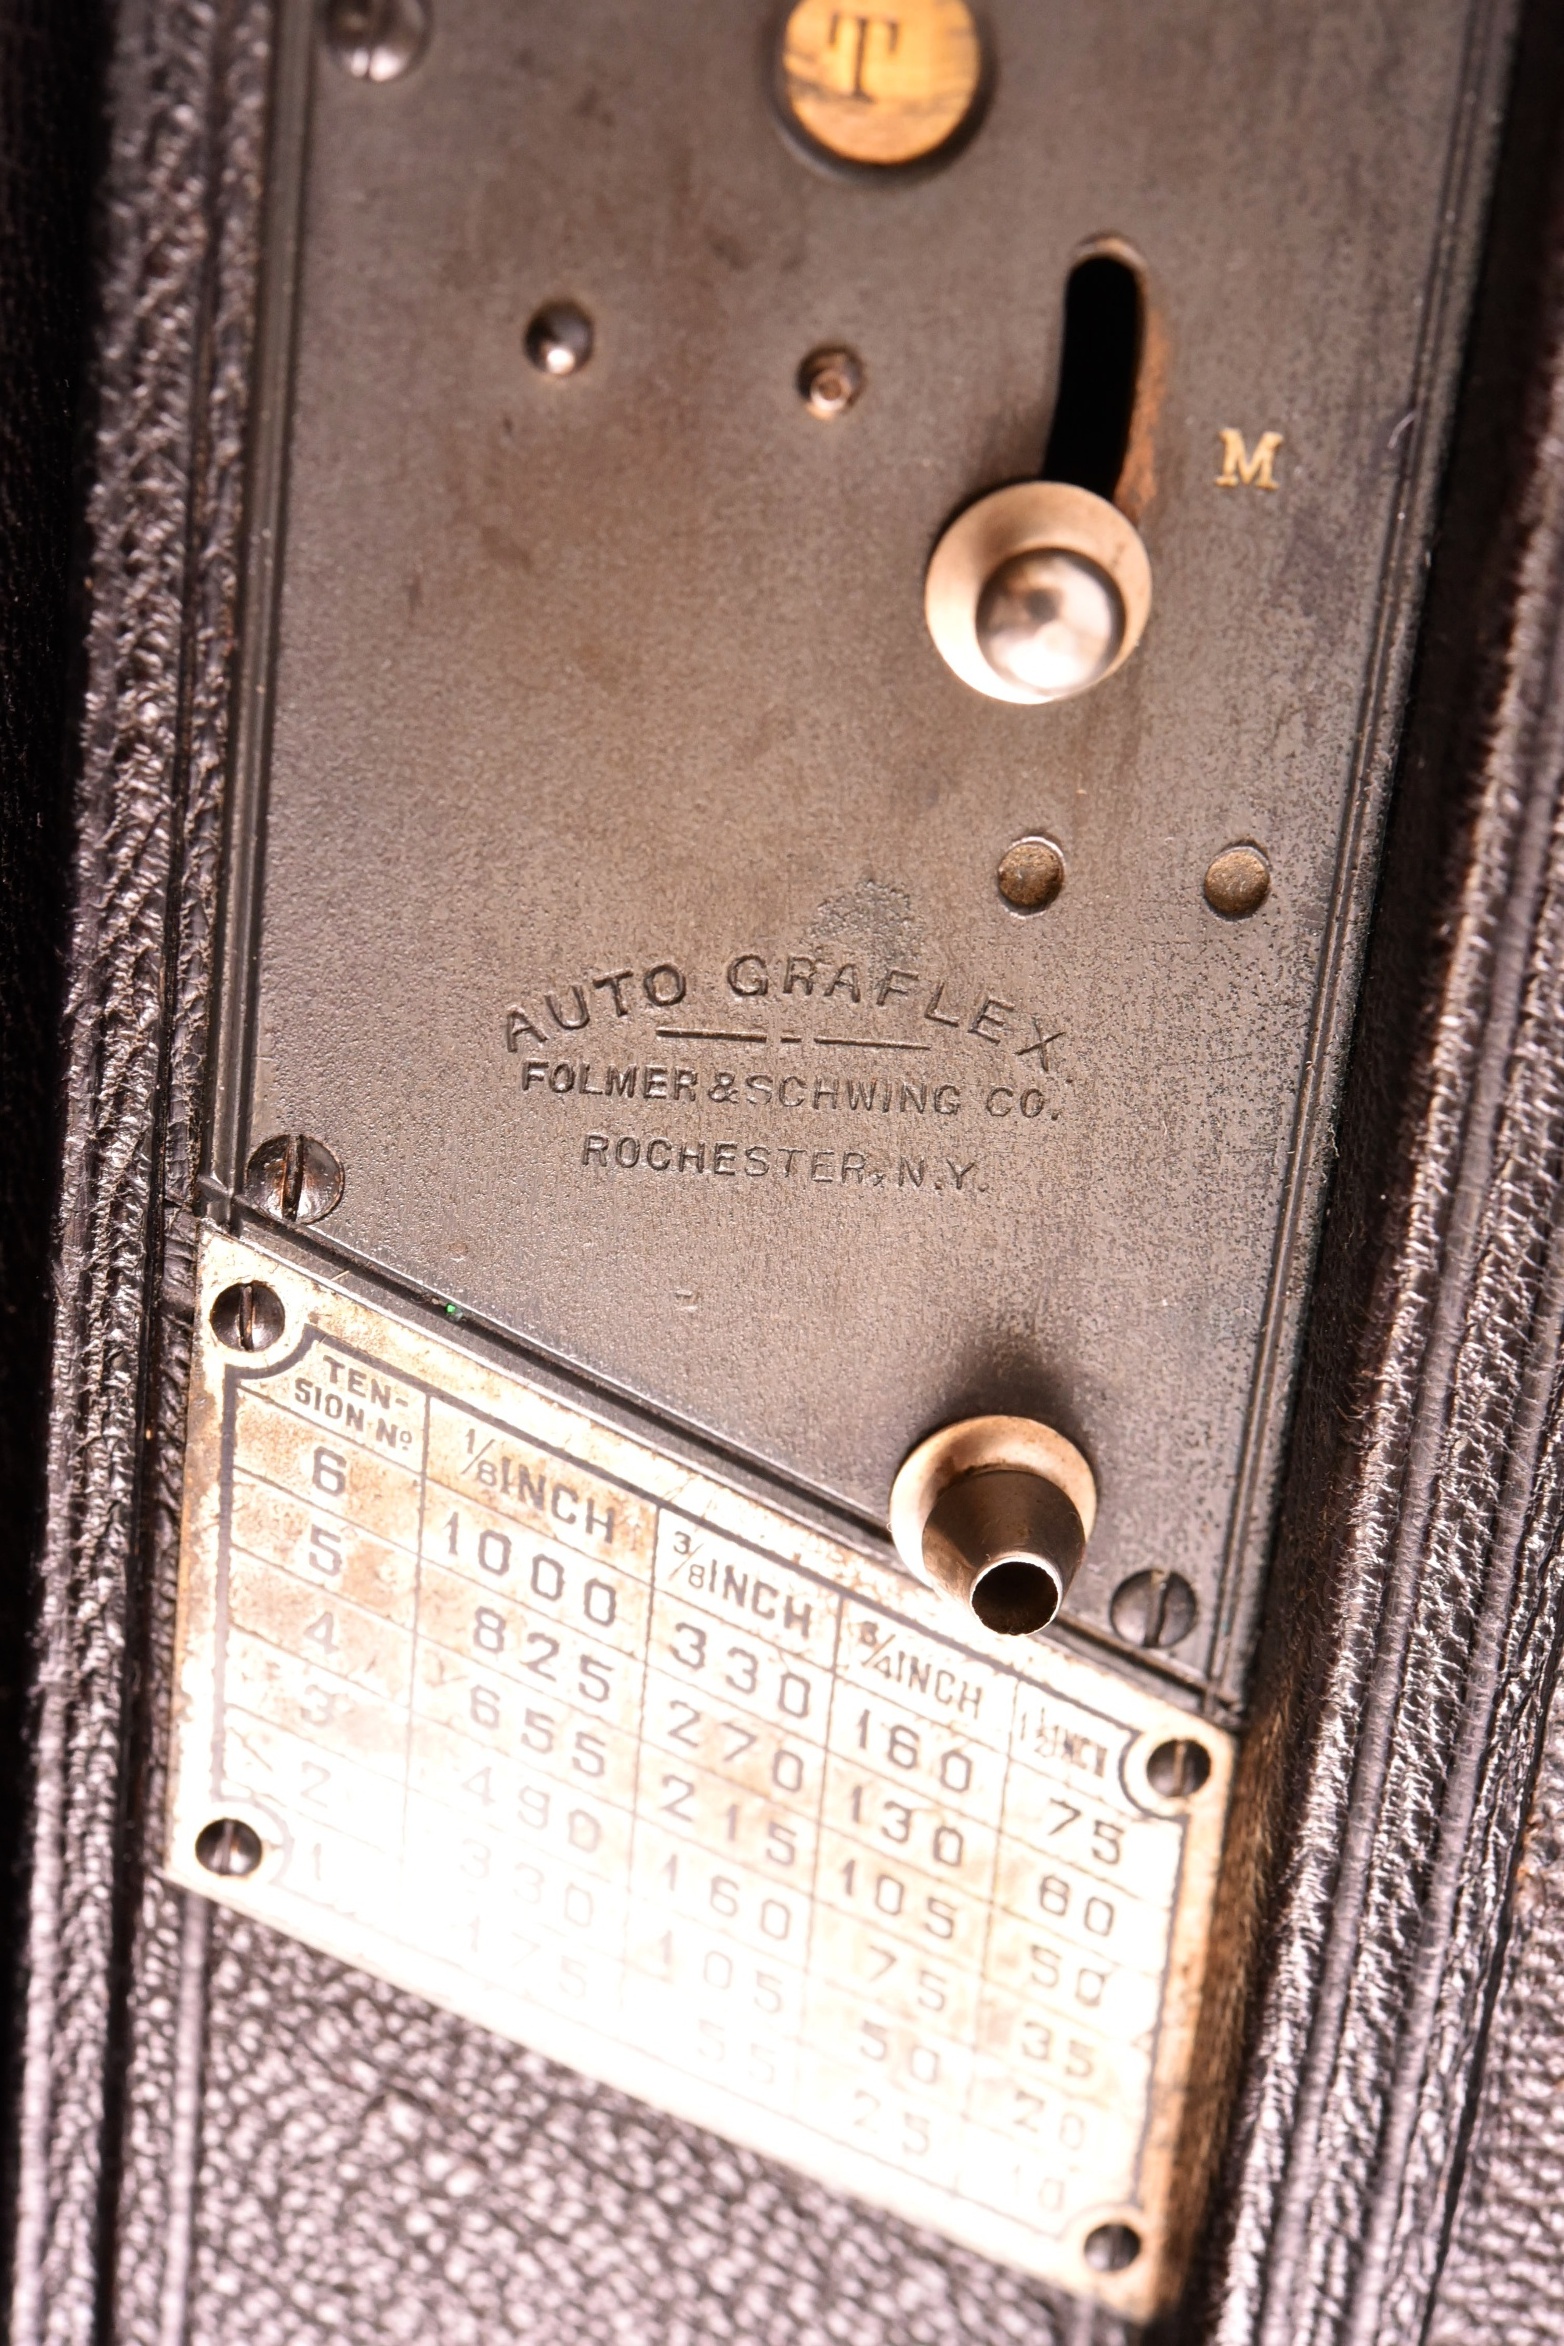 T
M
AUTO GRAFLEX.
FOLMER & SCHWING CO.
ROCHESTER, N.Y.
TEN-
SION Nº 1/8 INCH 3/8 INCH 3/4 INCH 1 1/2 INCH
6 1000 330 160 75
5 825 270 130 60
4 655 215 105 50
3 490 160 75 35
2 330 105 50 20
1 175 55 25 10